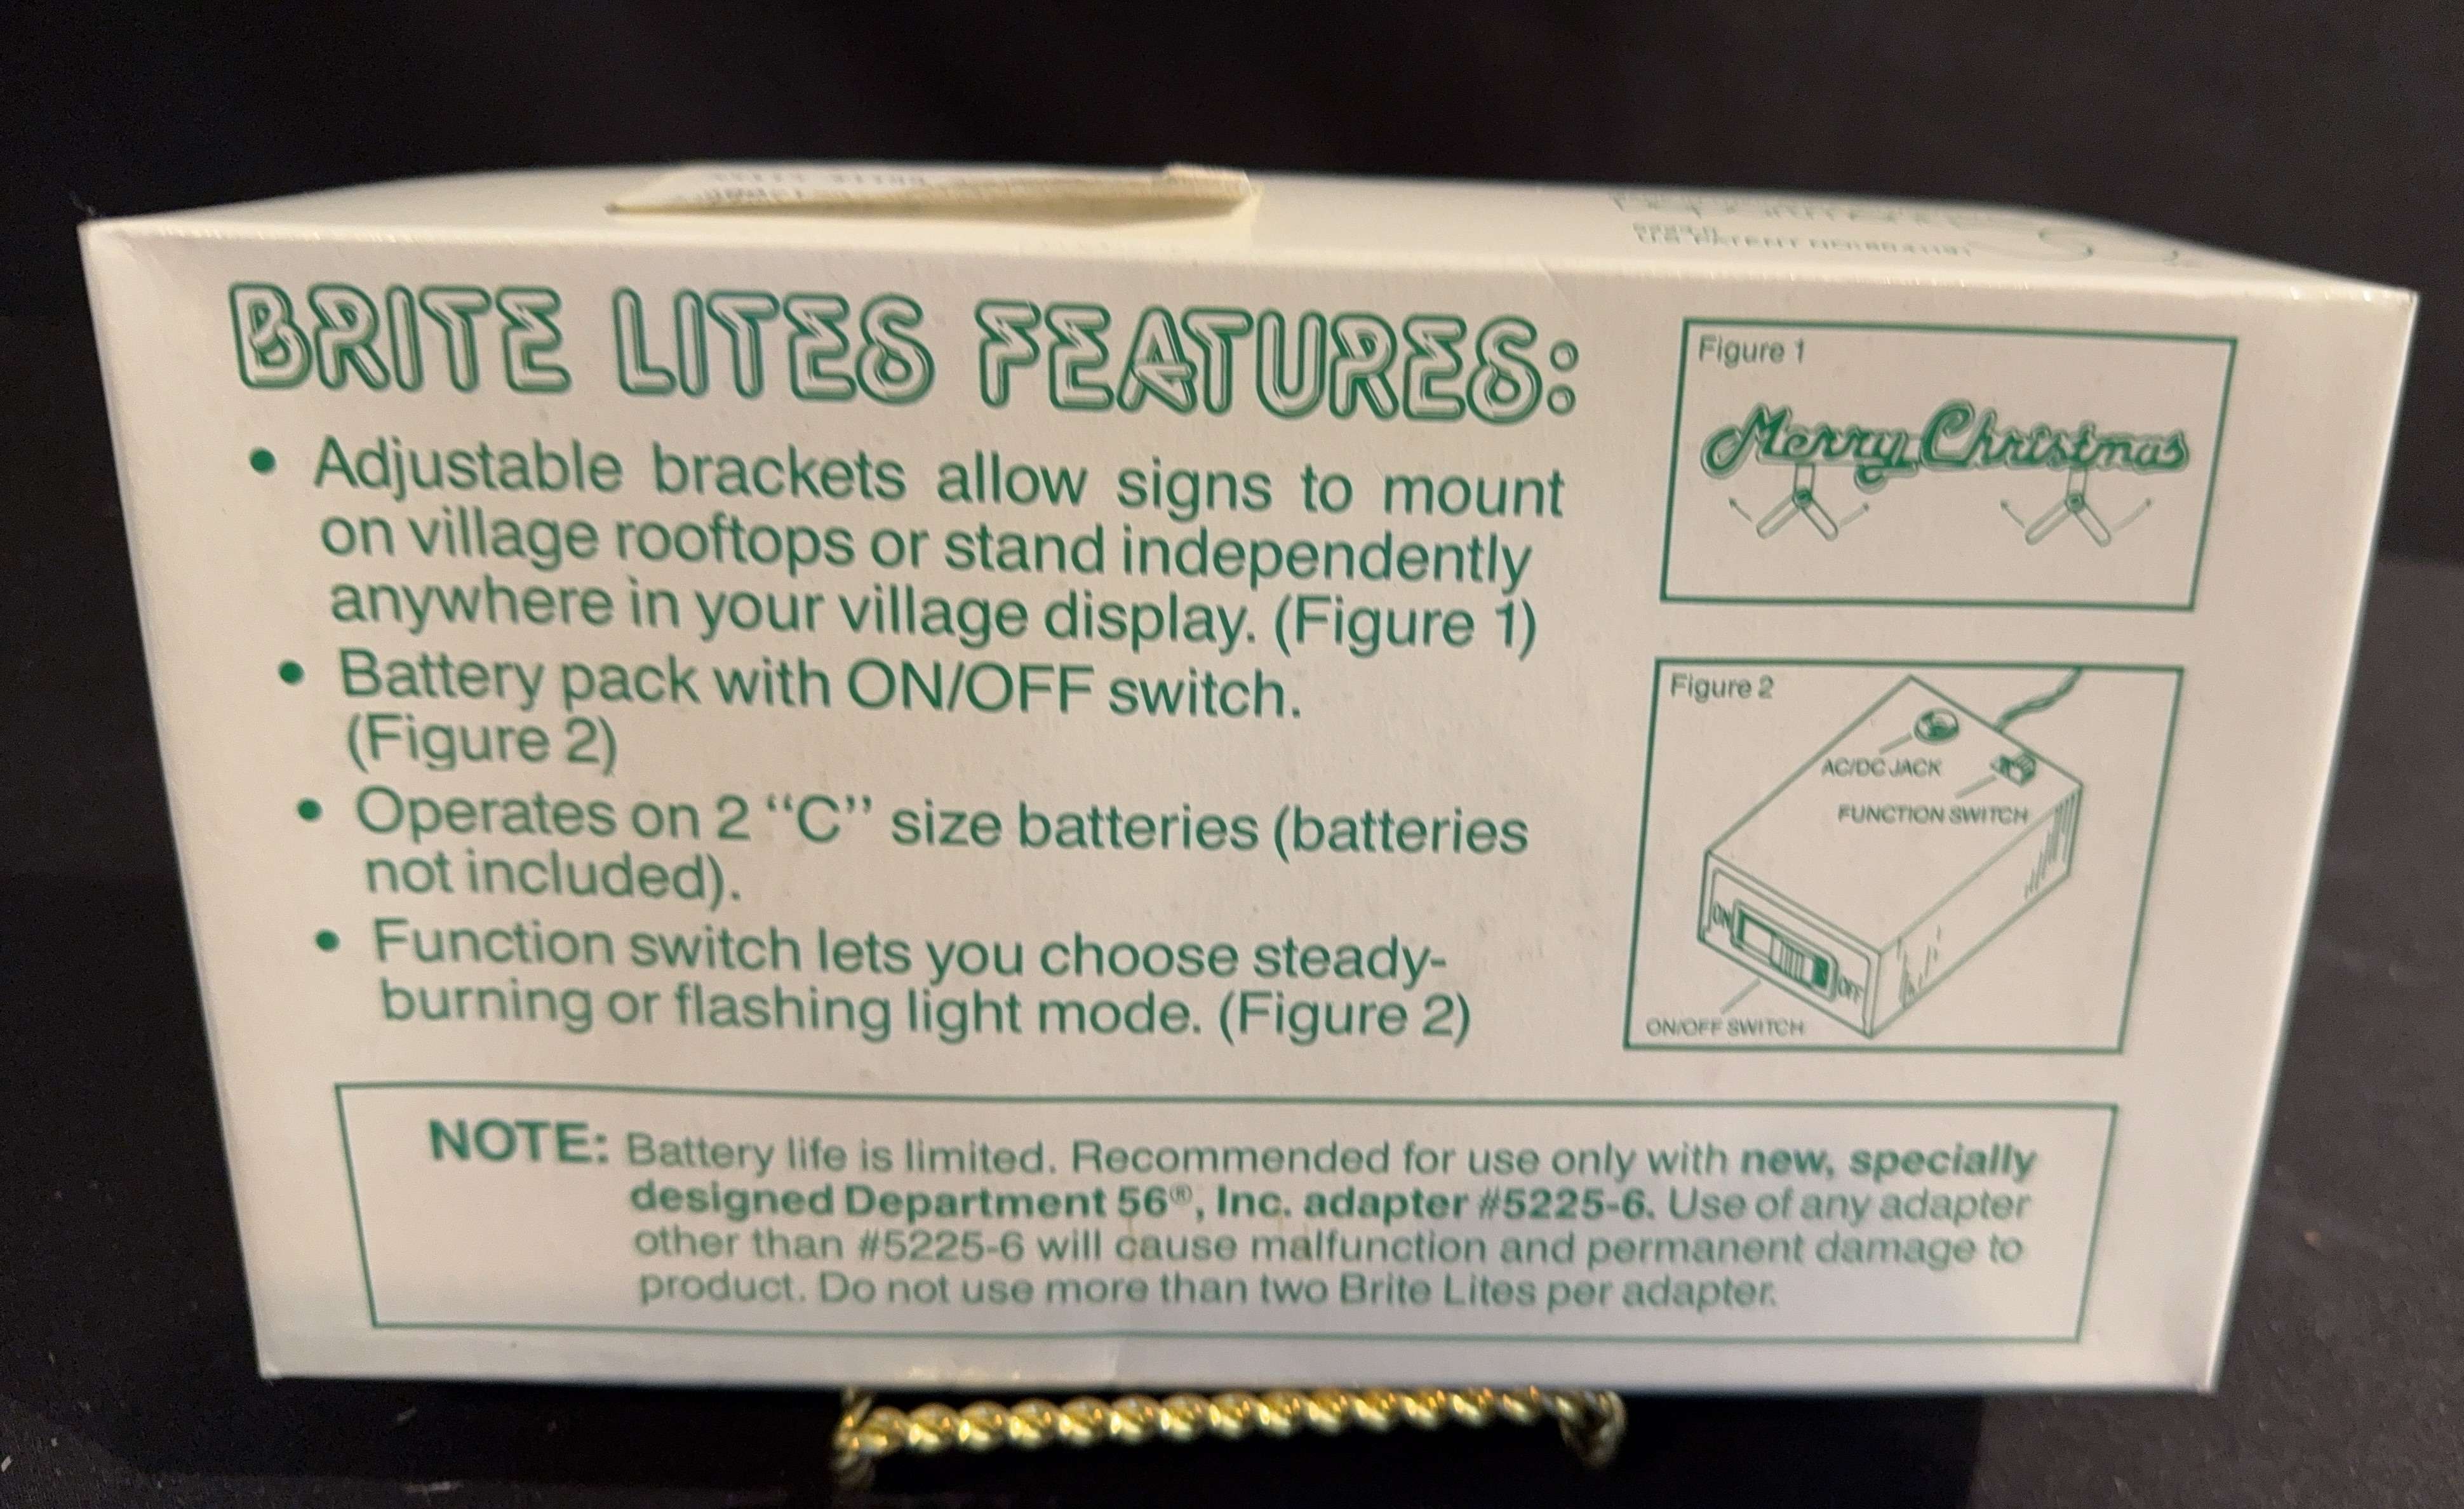 U.S. PATENT NO.
BRITE LITES FEATURES:
• Adjustable brackets allow signs to mount
on village rooftops or stand independently
anywhere in your village display. (Figure 1)
• Battery pack with ON/OFF switch.
(Figure 2)
• Operates on 2 “C” size batteries (batteries
not included).
• Function switch lets you choose steady-
burning or flashing light mode. (Figure 2)
Figure 1
Merry Christmas
Figure 2
AC/DC JACK
FUNCTION SWITCH
ON
OFF
ON/OFF SWITCH
NOTE: Battery life is limited. Recommended for use only with new, specially
designed Department 56®, Inc. adapter #5225-6. Use of any adapter
other than #5225-6 will cause malfunction and permanent damage to
product. Do not use more than two Brite Lites per adapter.